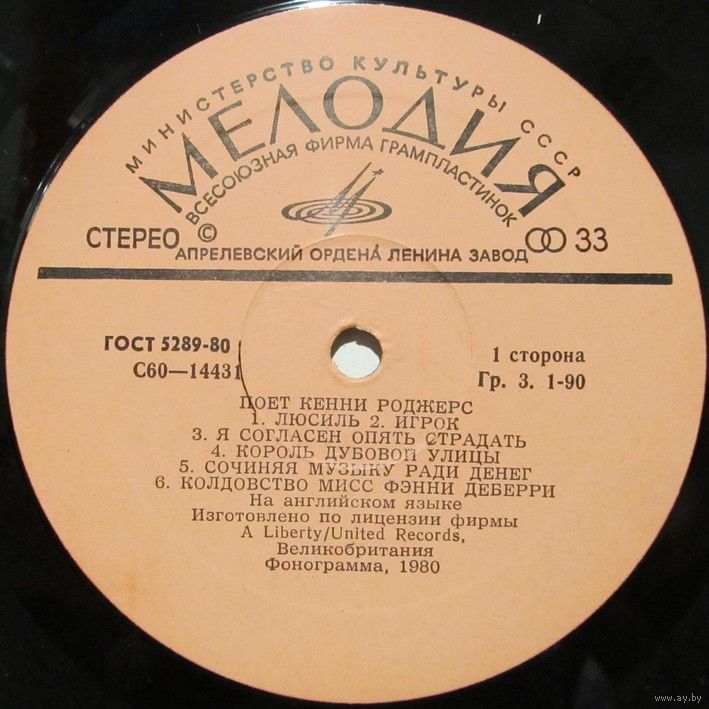 МИНИСТЕРСТВО КУЛЬТУРЫ СССР
МЕЛОДИЯ
ВСЕСОЮЗНАЯ ФИРМА ГРАМПЛАСТИНОК
СТЕРЕО © 33
АПРЕЛЕВСКИЙ ОРДЕНА ЛЕНИНА ЗАВОД
ГОСТ 5289-80
С60—14431
1 сторона
Гр. 3. 1-90
ПОЕТ КЕННИ РОДЖЕРС
1. ЛЮСИЛЬ 2. ИГРОК
3. Я СОГЛАСЕН ОПЯТЬ СТРАДАТЬ
4. КОРОЛЬ ДУБОВОЙ УЛИЦЫ
5. СОЧИНЯЯ МУЗЫКУ РАДИ ДЕНЕГ
6. КОЛДОВСТВО МИСС ФЭННИ ДЕБЕРРИ
На английском языке
Изготовлено по лицензии фирмы
A Liberty/United Records,
Великобритания
Фонограмма, 1980
www.ay.by